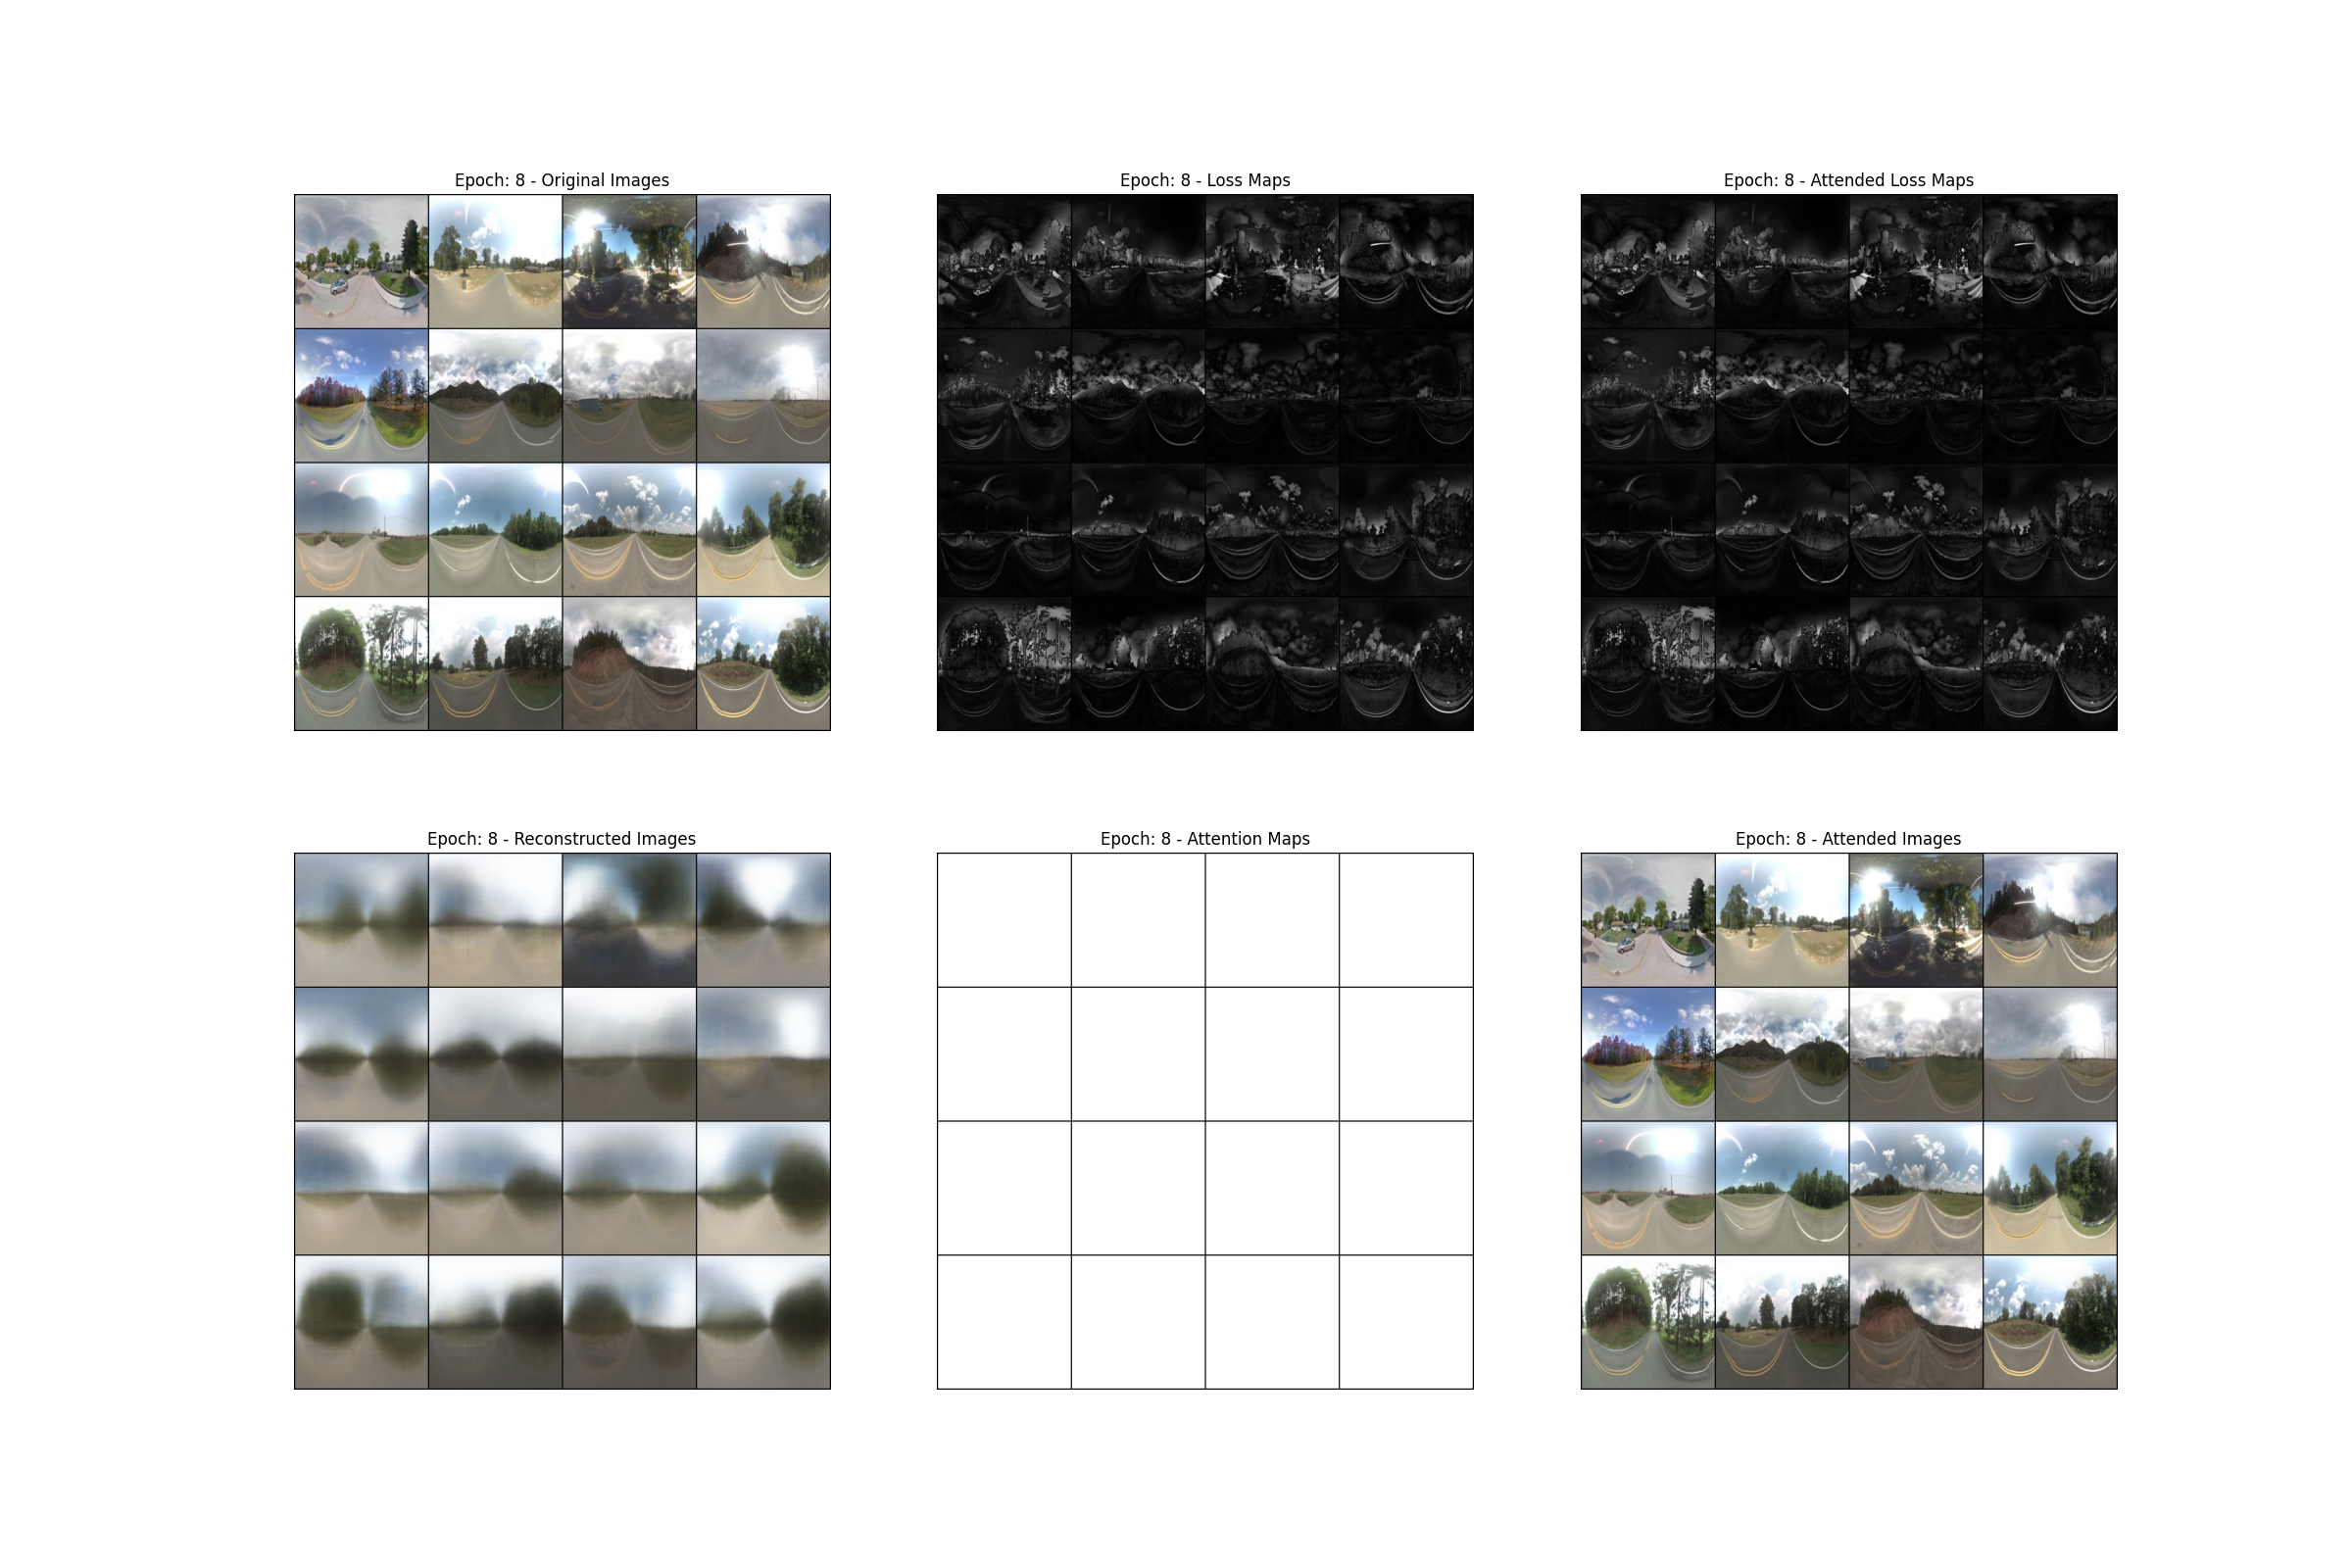 Epoch: 8 - Original Images
Epoch: 8 - Loss Maps
Epoch: 8 - Attended Loss Maps
Epoch: 8 - Reconstructed Images
Epoch: 8 - Attention Maps
Epoch: 8 - Attended Images